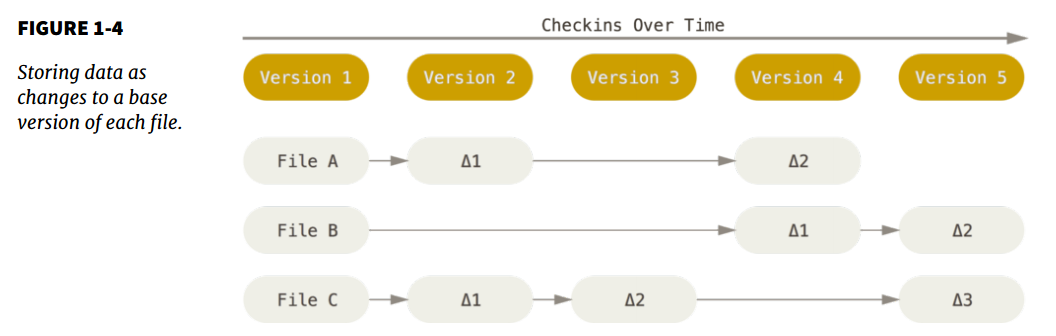 FIGURE 1-4
Storing data as
changes to a base
version of each file.
Checkins Over Time
Version 1 Version 2 Version 3 Version 4 Version 5
File A Δ1 Δ2
File B Δ1 Δ2
File C Δ1 Δ2 Δ3